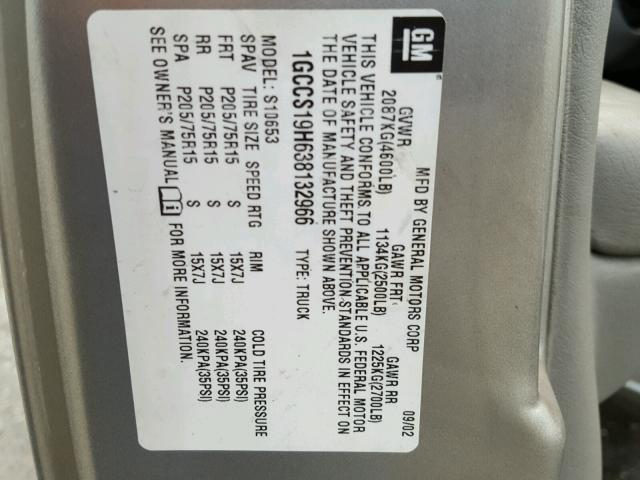 GM
MFD BY GENERAL MOTORS CORP 09/02
GVWR GAWR FRT GAWR RR
2087KG(4600LB) 1134KG(2500LB) 1225KG(2700LB)
THIS VEHICLE CONFORMS TO ALL APPLICABLE U.S. FEDERAL MOTOR
VEHICLE SAFETY AND THEFT PREVENTION STANDARDS IN EFFECT ON
THE DATE OF MANUFACTURE SHOWN ABOVE.
1GCCS19H638132966 TYPE: TRUCK
MODEL: S10653
SPAV TIRE SIZE SPEED RTG RIM COLD TIRE PRESSURE
FRT P205/75R15 S 15X7J 240KPA(35PSI)
RR P205/75R15 S 15X7J 240KPA(35PSI)
SPA P205/75R15 S 15X7J 240KPA(35PSI)
SEE OWNER'S MANUAL FOR MORE INFORMATION.